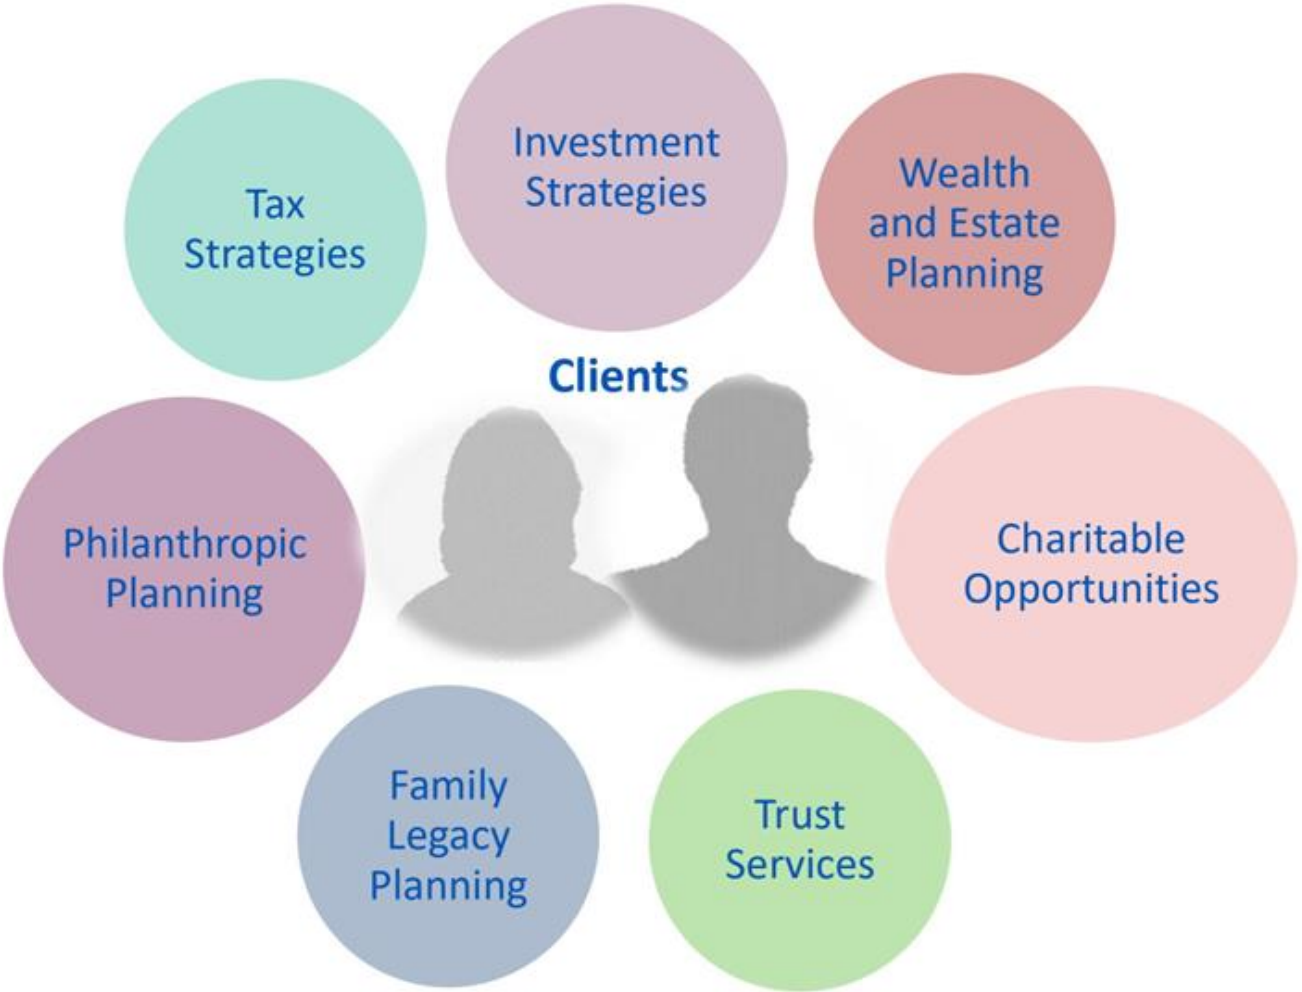 Investment
Strategies
Tax
Strategies
Wealth
and Estate
Planning
Clients
Philanthropic
Planning
Charitable
Opportunities
Family
Legacy
Planning
Trust
Services